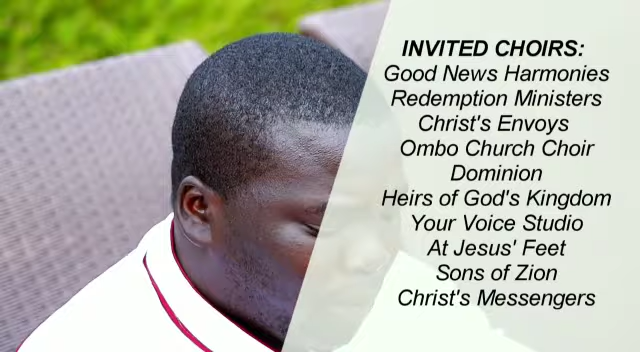 INVITED CHOIRS:
Good News Harmonies
Redemption Ministers
Christ's Envoys
Ombo Church Choir
Dominion
Heirs of God's Kingdom
Your Voice Studio
At Jesus' Feet
Sons of Zion
Christ's Messengers